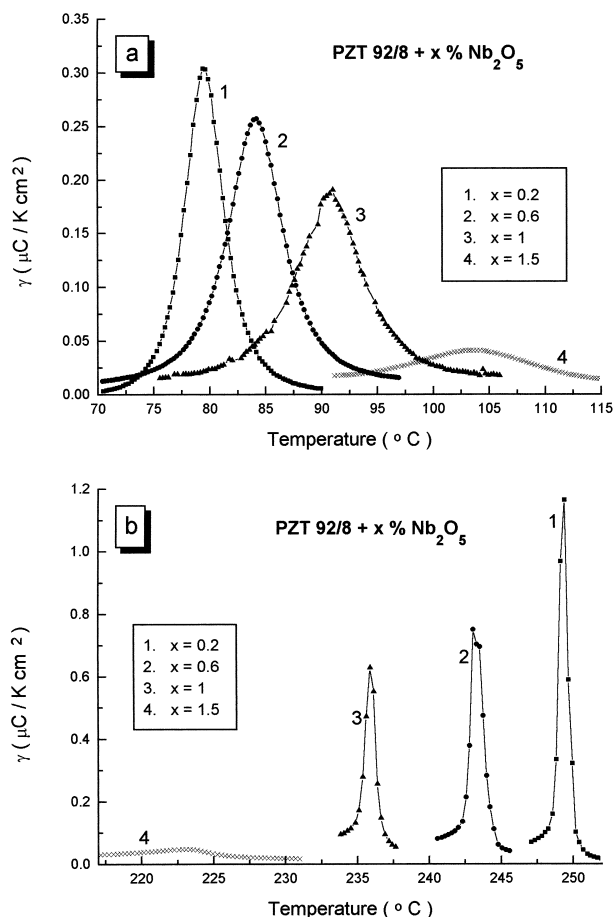 a
PZT 92/8 + x % Nb2O5
γ ( μC / K cm 2 )
0.35
0.30
0.25
0.20
0.15
0.10
0.05
0.00
1
2
3
4
1. x = 0.2
2. x = 0.6
3. x = 1
4. x = 1.5
70 75 80 85 90 95 100 105 110 115
Temperature ( o C )
b
PZT 92/8 + x % Nb2O5
γ ( μC / K cm 2 )
1.2
1.0
0.8
0.6
0.4
0.2
0.0
1
2
3
4
1. x = 0.2
2. x = 0.6
3. x = 1
4. x = 1.5
220 225 230 235 240 245 250
Temperature ( o C )